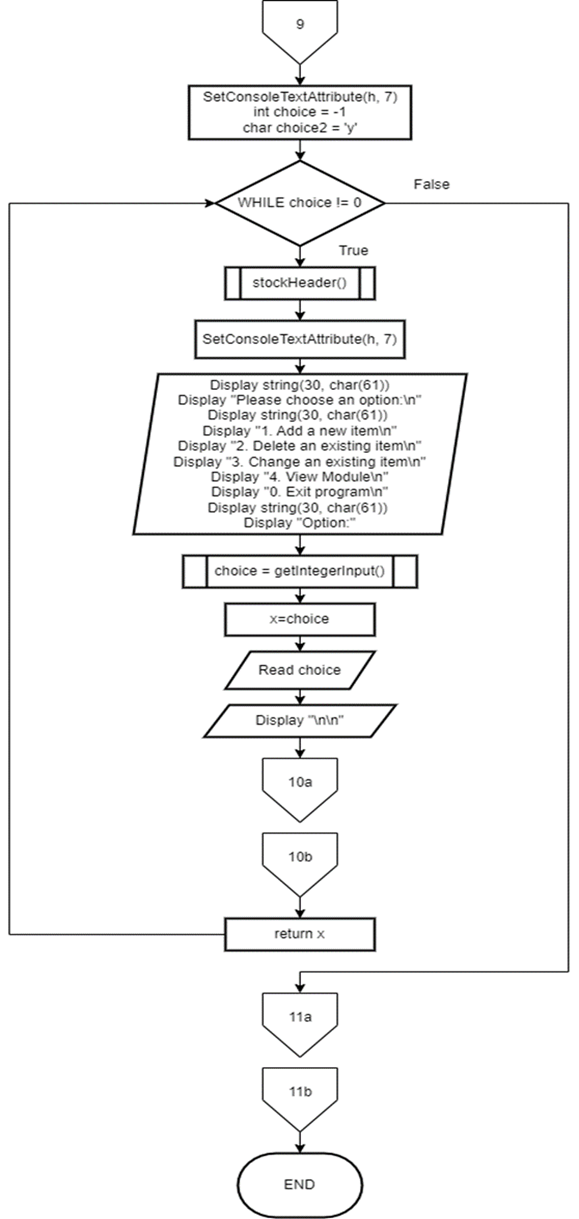 9
SetConsoleTextAttribute(h, 7)
int choice = -1
char choice2 = 'y'
False
WHILE choice != 0
True
stockHeader()
SetConsoleTextAttribute(h, 7)
Display string(30, char(61))
Display "Please choose an option:\n"
Display string(30, char(61))
Display "1. Add a new item\n"
Display "2. Delete an existing item\n"
Display "3. Change an existing item\n"
Display "4. View Module\n"
Display "0. Exit program\n"
Display string(30, char(61))
Display "Option:"
choice = getIntegerInput()
x=choice
Read choice
Display "\n\n"
10a
10b
return x
11a
11b
END